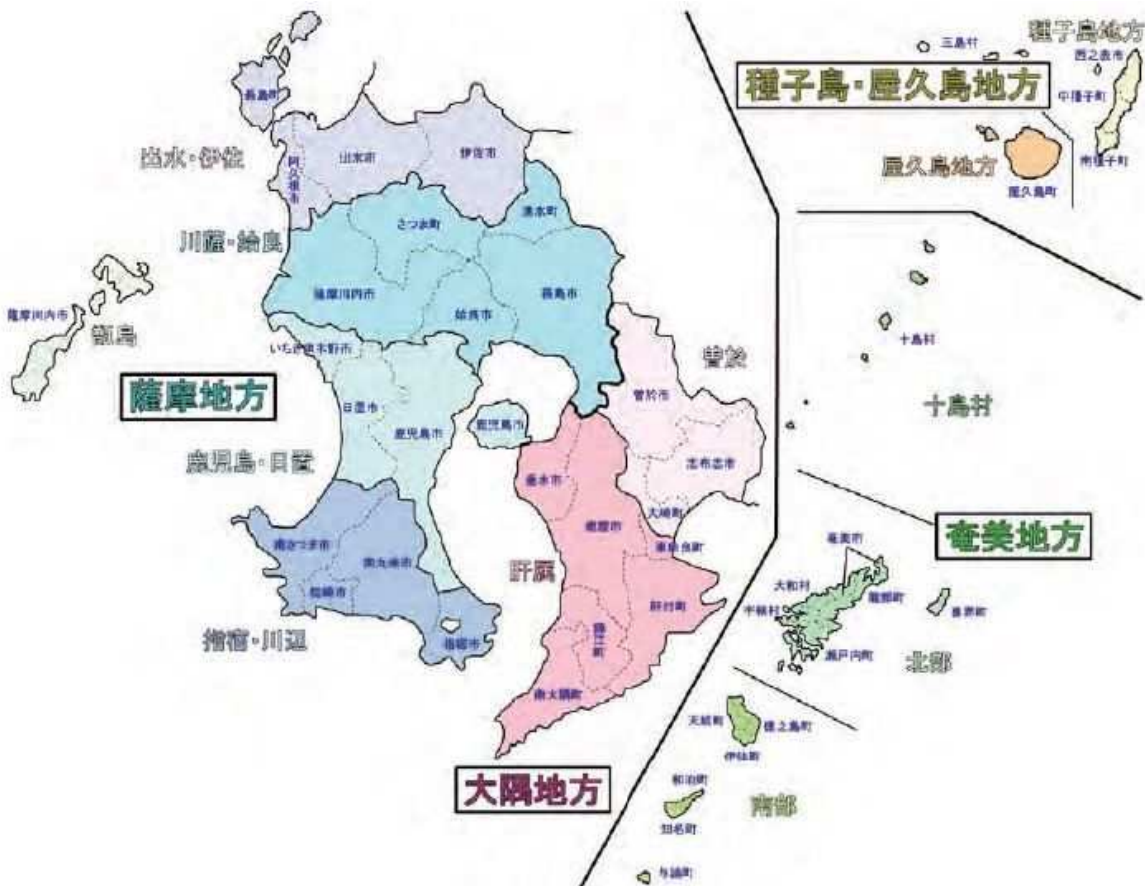 長島町
出水・伊佐
阿久根市
出水市
伊佐市
川薩・姶良
さつま町
湧水町
薩摩川内市
姶良市
霧島市
薩摩川内市
甑島
薩摩地方
いちき串木野市
日置市
鹿児島市
鹿児島市
鹿児島・日置
南さつま市
南九州市
枕崎市
指宿市
指宿・川辺
曽於
曽於市
志布志市
大崎町
垂水市
鹿屋市
東串良町
肝属
肝付町
錦江町
南大隅町
大隅地方
三島村
種子島地方
西之表市
種子島・屋久島地方
中種子町
南種子町
屋久島地方
屋久島町
十島村
十島村
奄美地方
奄美市
大和村
龍郷町
宇検村
喜界町
瀬戸内町
北部
天城町
徳之島町
伊仙町
和泊町
知名町
南部
与論町